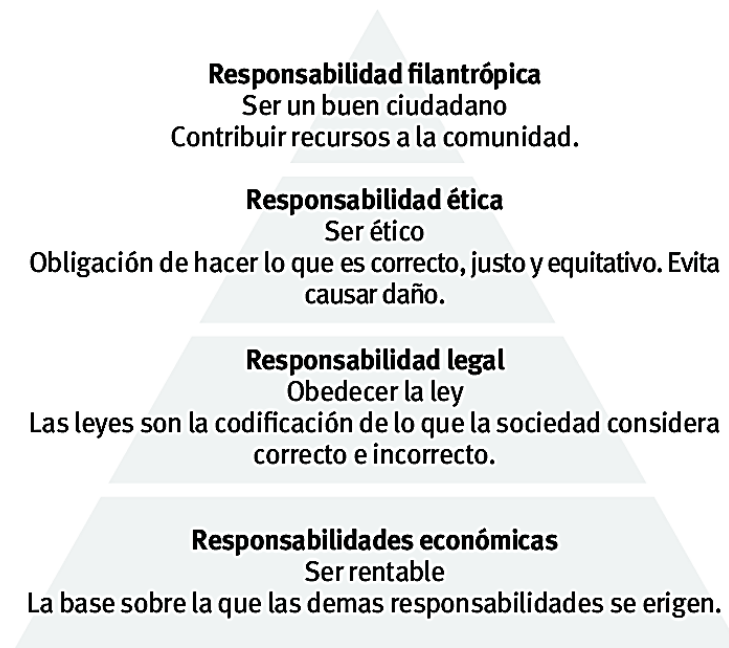 Responsabilidad filantrópica
Ser un buen ciudadano
Contribuir recursos a la comunidad.
Responsabilidad ética
Ser ético
Obligación de hacer lo que es correcto, justo y equitativo. Evita
causar daño.
Responsabilidad legal
Obedecer la ley
Las leyes son la codificación de lo que la sociedad considera
correcto e incorrecto.
Responsabilidades económicas
Ser rentable
La base sobre la que las demas responsabilidades se erigen.